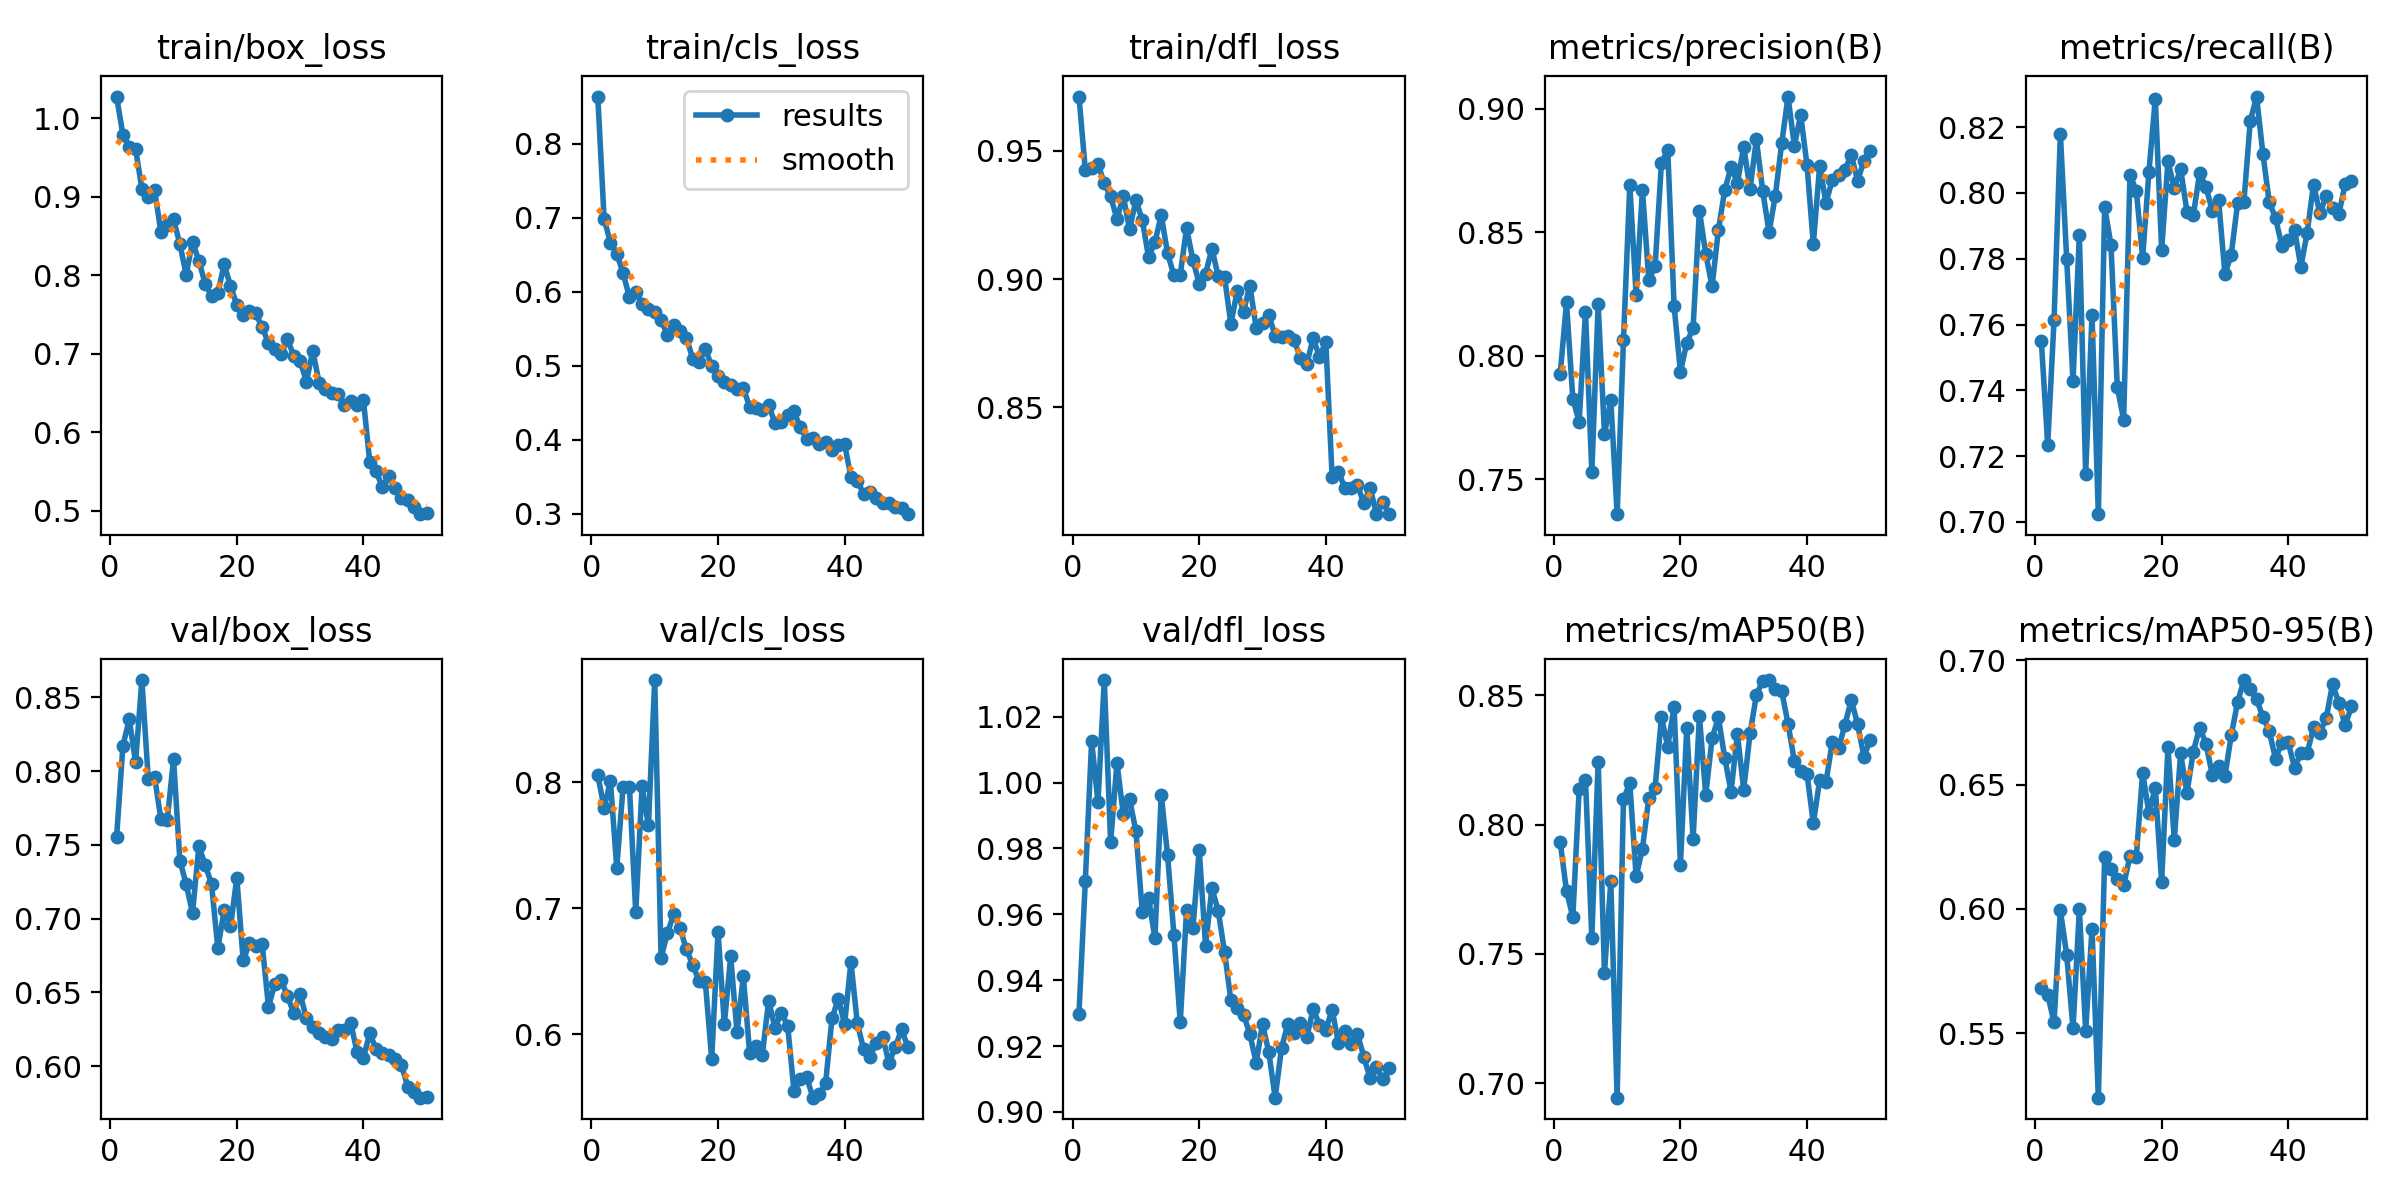 train/box_loss
1.0
0.9
0.8
0.7
0.6
0.5
0 20 40
train/cls_loss
results
smooth
0.8
0.7
0.6
0.5
0.4
0.3
0 20 40
train/dfl_loss
0.95
0.90
0.85
0 20 40
metrics/precision(B)
0.90
0.85
0.80
0.75
0 20 40
metrics/recall(B)
0.82
0.80
0.78
0.76
0.74
0.72
0.70
0 20 40
val/box_loss
0.85
0.80
0.75
0.70
0.65
0.60
0 20 40
val/cls_loss
0.8
0.7
0.6
0 20 40
val/dfl_loss
1.02
1.00
0.98
0.96
0.94
0.92
0.90
0 20 40
metrics/mAP50(B)
0.85
0.80
0.75
0.70
0 20 40
metrics/mAP50-95(B)
0.70
0.65
0.60
0.55
0 20 40